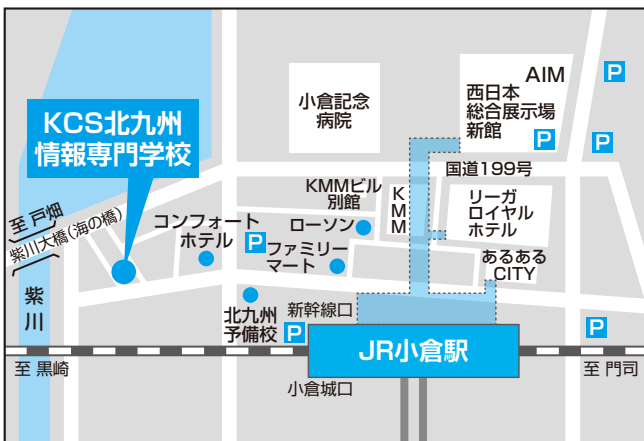 AIM
西日本
総合展示場
新館
P
P
P
小倉記念
病院
KCS北九州
情報専門学校
国道199号
KMMビル
別館
KMM
リーガ
ロイヤル
ホテル
至 戸畑
紫川大橋(海の橋)
コンフォート
ホテル
P
ローソン
ファミリー
マート
あるある
CITY
紫川
北九州
予備校
P
新幹線口
P
JR小倉駅
至 黒崎
小倉城口
至 門司